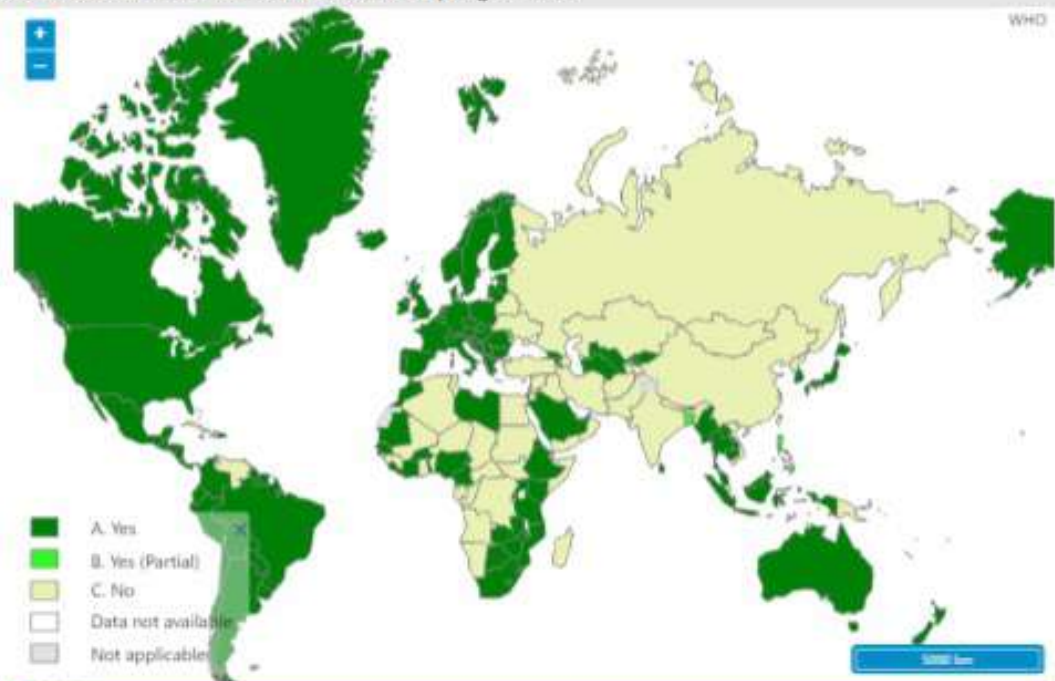 +
WHO
−
×
A. Yes
B. Yes (Partial)
C. No
Data not available
Not applicable
5000 km